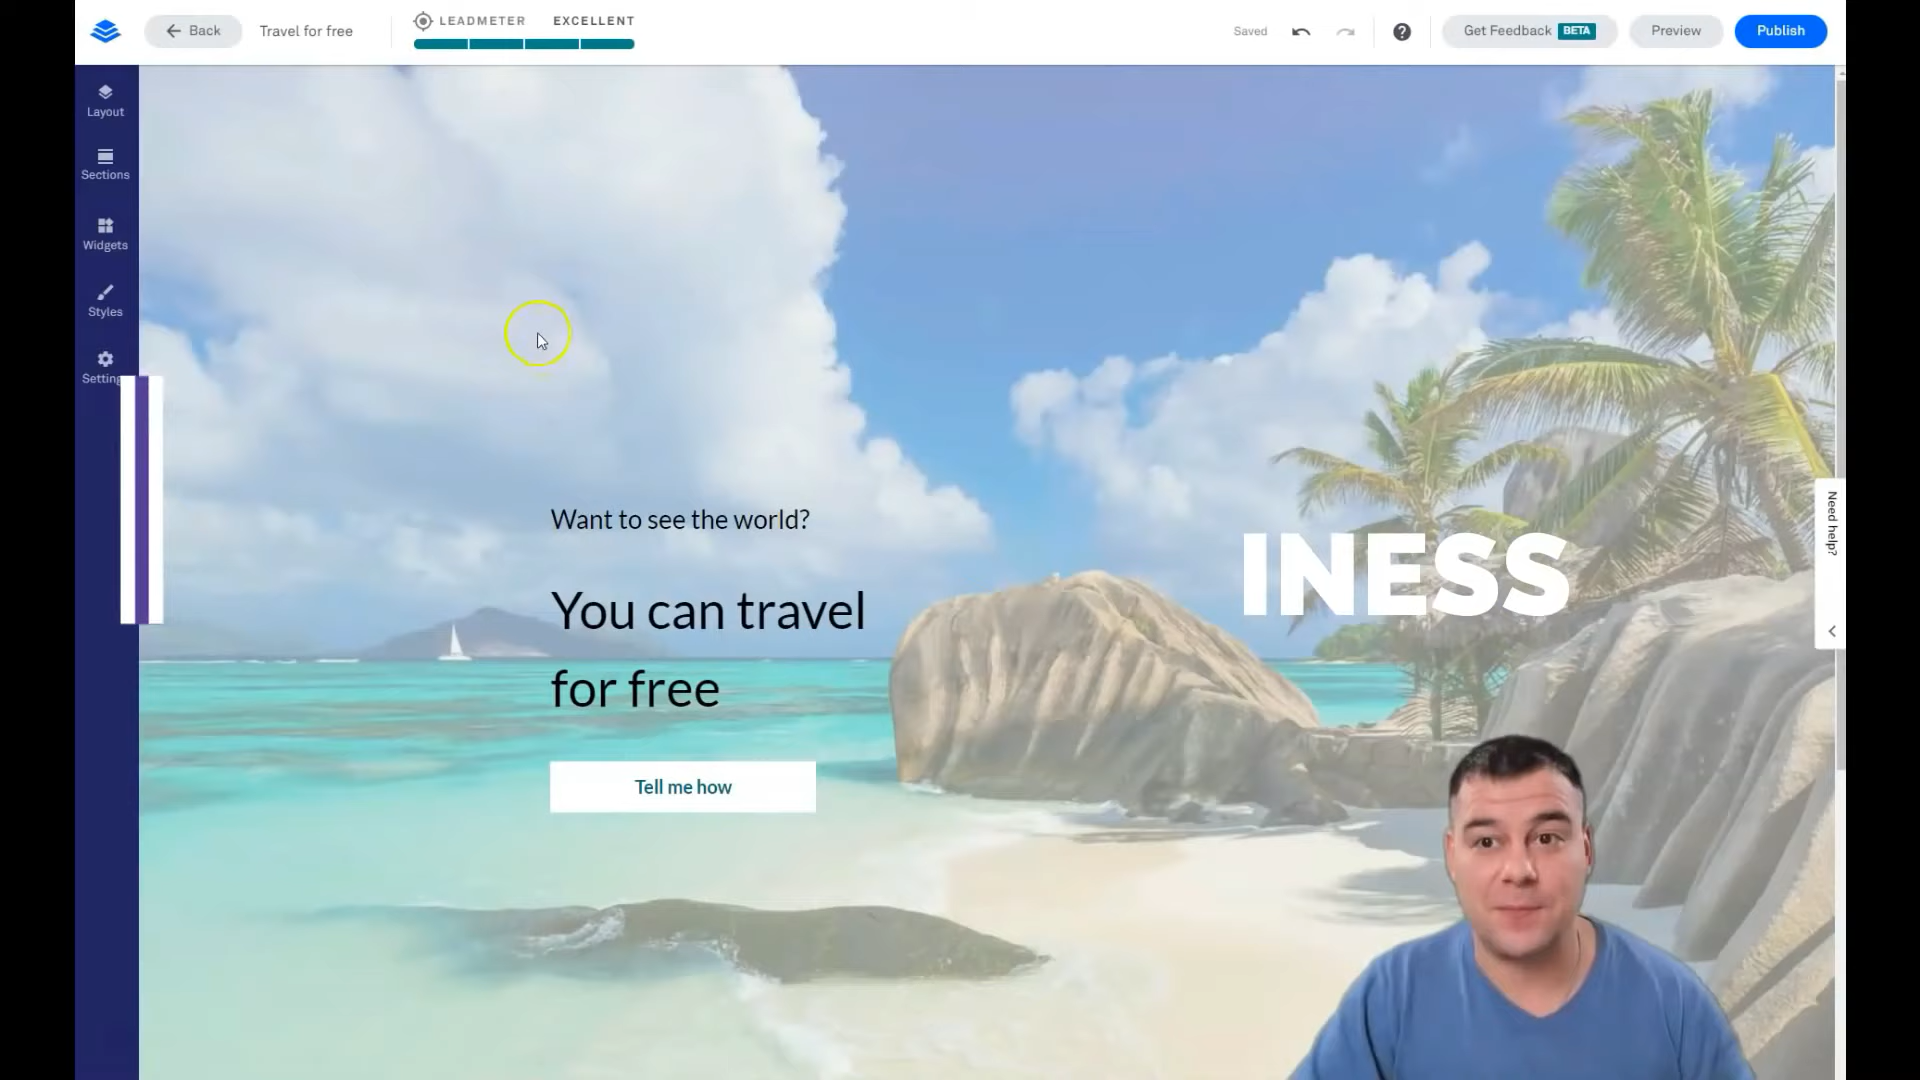 Back
Travel for free
LEADMETER EXCELLENT
Saved
Get Feedback BETA
Preview
Publish
Layout
Sections
Widgets
Styles
Setting
Want to see the world?
You can travel
for free
Tell me how
INESS
Need help?